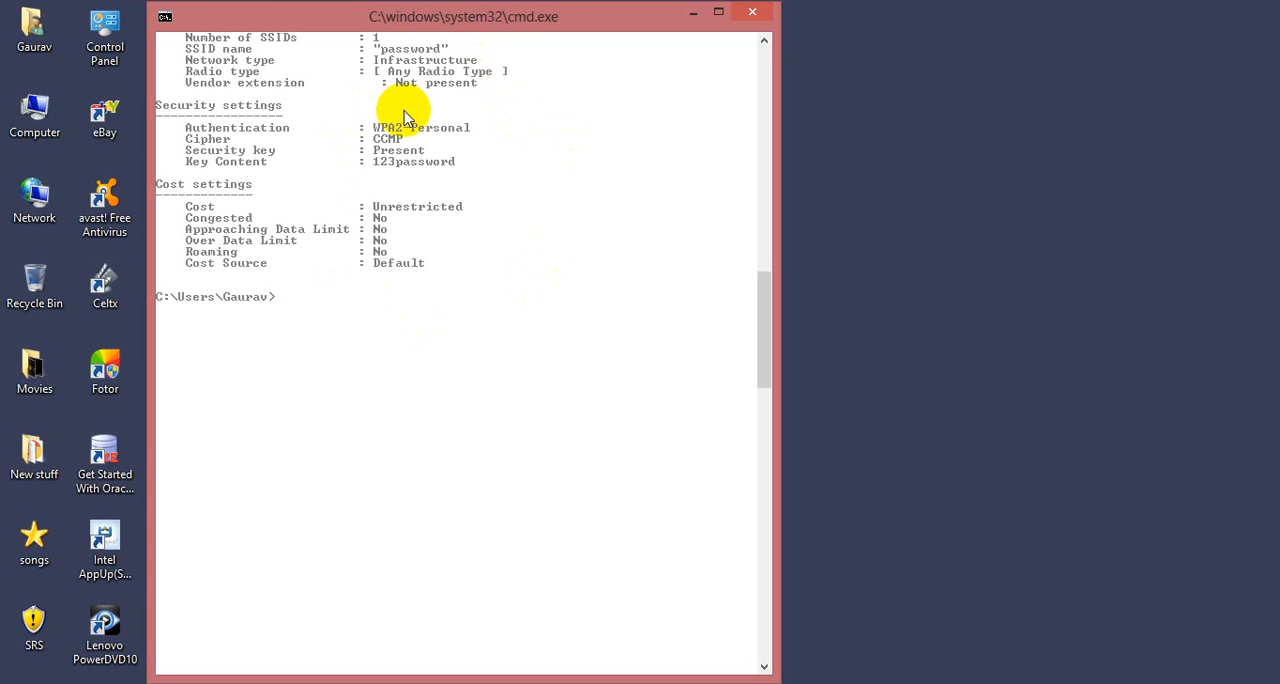 C:\windows\system32\cmd.exe
Number of SSIDs : 1
SSID name : "password"
Network type : Infrastructure
Radio type : [ Any Radio Type ]
Vendor extension : Not present
Security settings
-----------------
Authentication : WPA2-Personal
Cipher : CCMP
Security key : Present
Key Content : 123password
Cost settings
-------------
Cost : Unrestricted
Congested : No
Approaching Data Limit : No
Over Data Limit : No
Roaming : No
Cost Source : Default
C:\Users\Gaurav>
Gaurav
Control
Panel
Computer
eBay
Network
avast! Free
Antivirus
Recycle Bin
Celtx
Movies
Fotor
New stuff
Get Started
With Orac...
songs
Intel
AppUp(S...
SRS
Lenovo
PowerDVD10